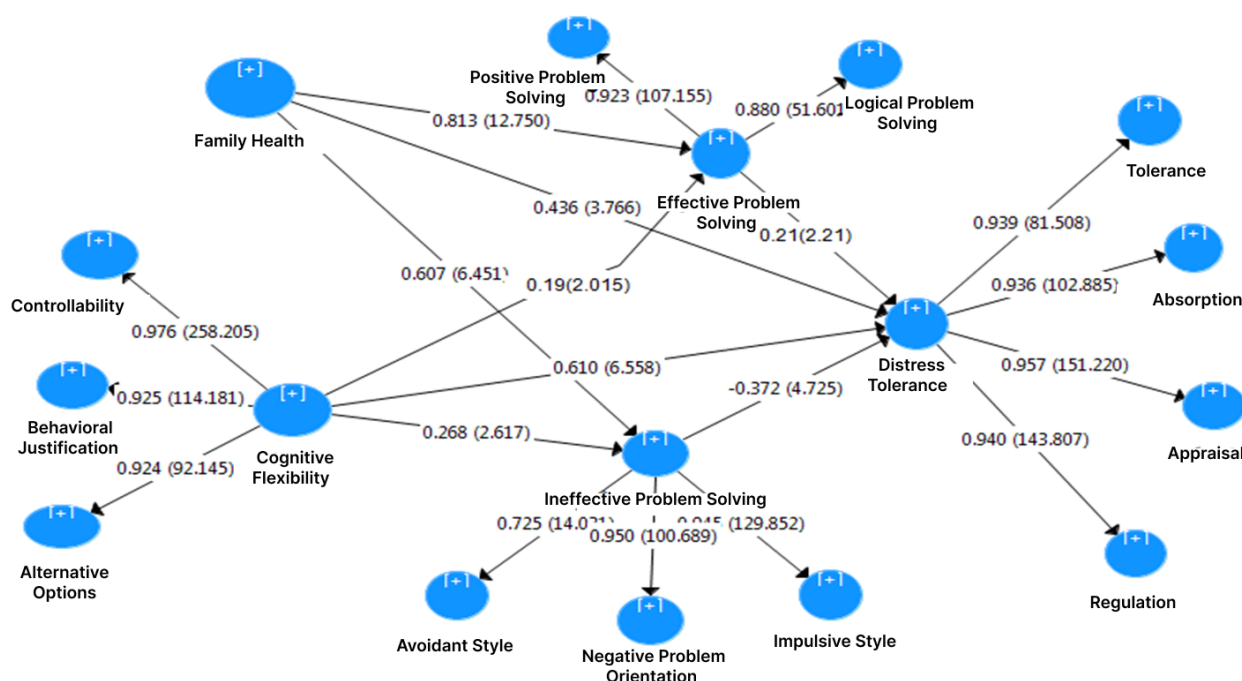 [+]
[+]
[+]
Positive Problem
Solving
0.923 (107.155)
0.880 (51.601
Logical Problem
Solving
Family Health
0.813 (12.750)
[+]
[+]
Tolerance
Effective Problem
Solving
0.436 (3.766)
0.21(2.21)
0.939 (81.508)
[+]
[+]
Controllability
0.607 (6.451)
0.19(2.015)
0.936 (102.885)
Absorption
[+]
0.976 (258.205)
Distress
Tolerance
0.610 (6.558)
0.957 (151.220)
[+]
0.925 (114.181)
[+]
-0.372 (4.725)
[+]
Behavioral
Justification
0.268 (2.617)
0.940 (143.807)
Appraisal
Cognitive
Flexibility
[+]
0.924 (92.145)
Ineffective Problem Solving
[+]
0.725
0.950 (100.689)
(129.852)
[+]
Alternative
Options
[+]
[+]
[+]
Regulation
Avoidant Style
Negative Problem
Orientation
Impulsive Style